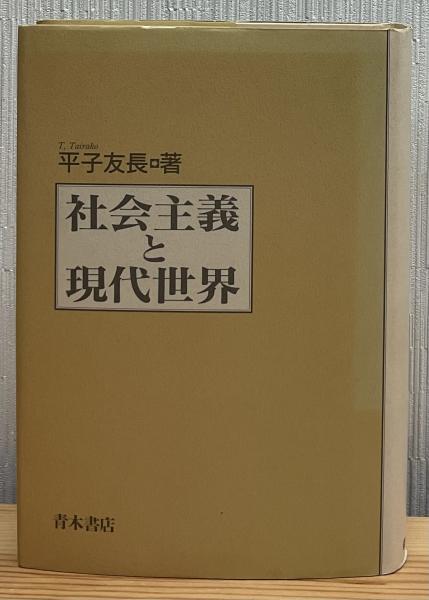 T. Tairako
平子友長 著
社会主義
と
現代世界
青木書店